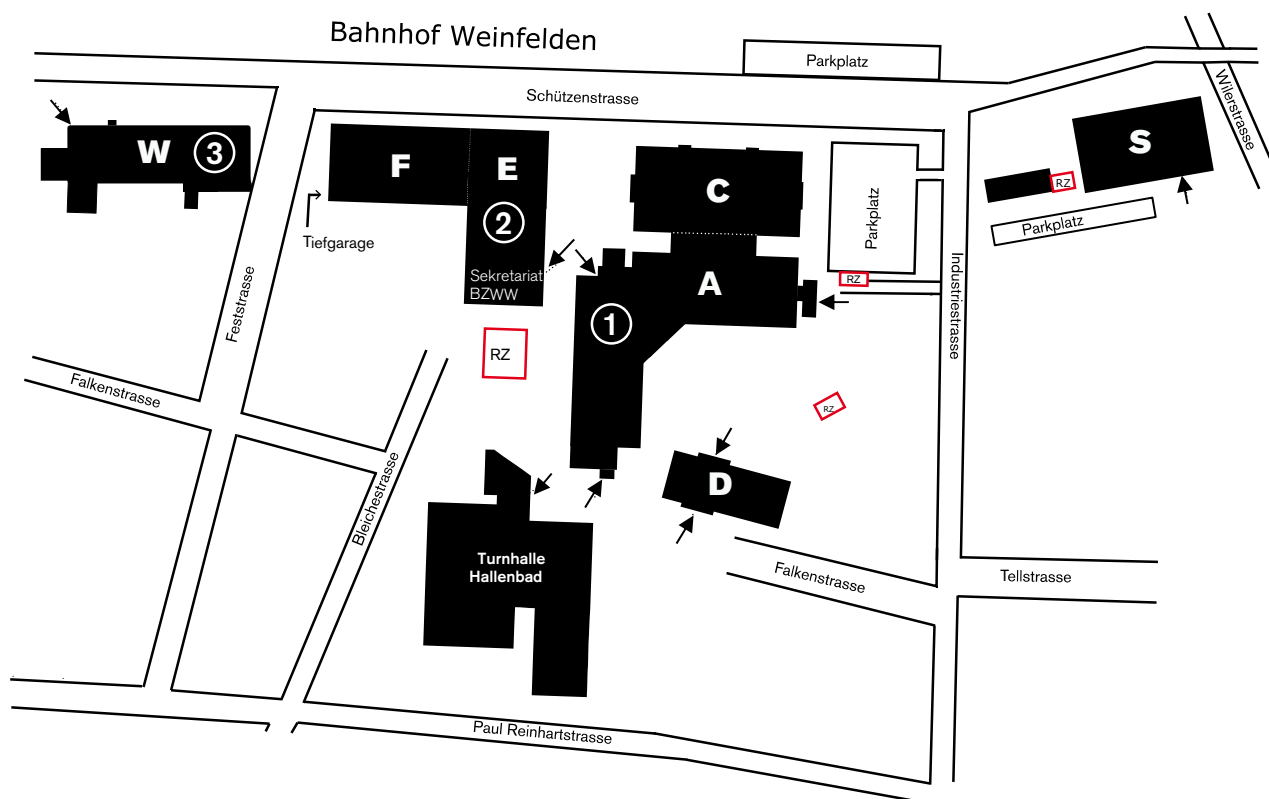 Bahnhof Weinfelden
Parkplatz
Schützenstrasse
Wilerstrasse
W
3
F
E
2
C
Parkplatz
S
RZ
Parkplatz
Tiefgarage
Sekretariat
BZWW
A
1
RZ
Feststrasse
Industriestrasse
RZ
Falkenstrasse
RZ
Bleichestrasse
D
Turnhalle
Hallenbad
Falkenstrasse
Tellstrasse
Paul Reinhartstrasse